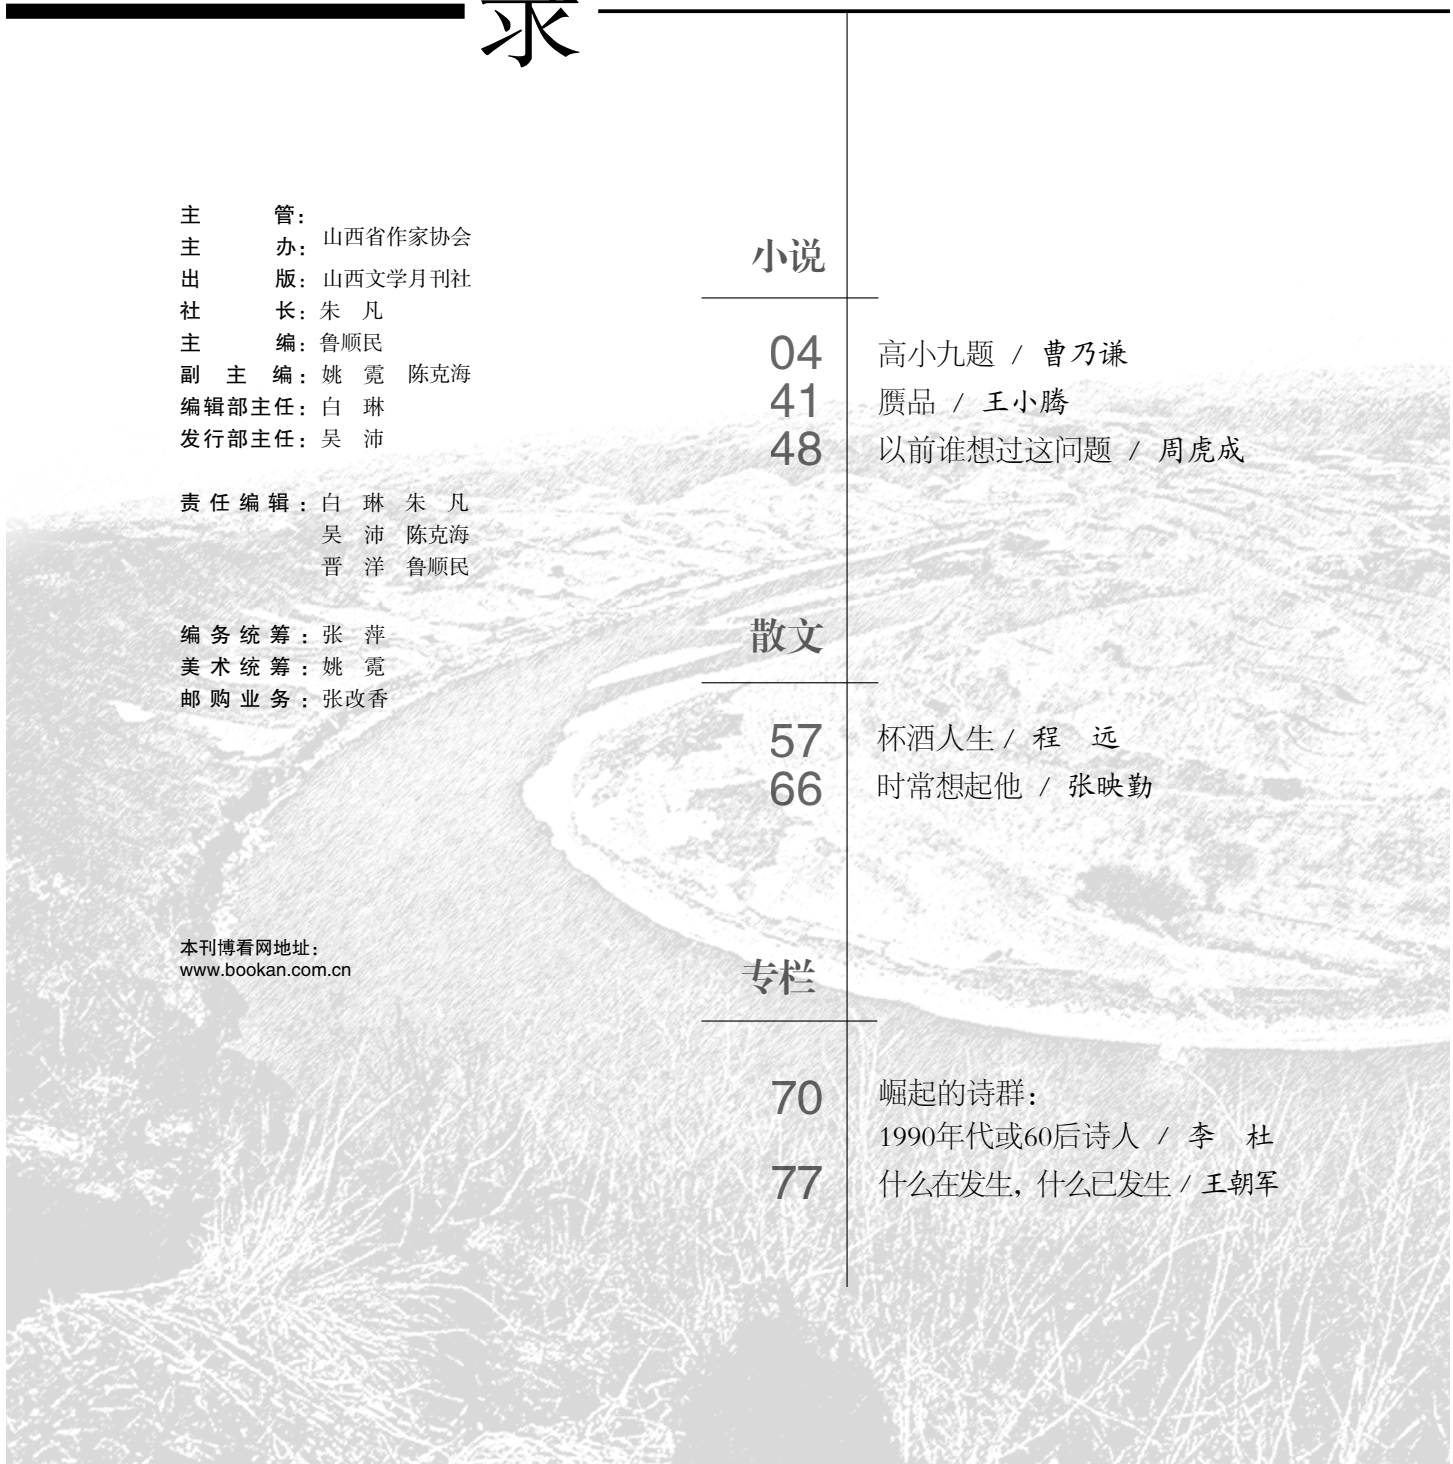 录
主管：
主办：
山西省作家协会
出版：山西文学月刊社
社长：朱 凡
主编：鲁顺民
副主编：姚 霓 陈克海
编辑部主任：白 琳
发行部主任：吴 沛
责任编辑：白 琳 朱 凡
吴 沛 陈克海
晋 洋 鲁顺民
编务统筹：张 萍
美术统筹：姚 霓
邮购业务：张改香
本刊博看网地址：
www.bookan.com.cn
小说
04 高小九题 / 曹乃谦
41 赝品 / 王小腾
48 以前谁想过这问题 / 周虎成
散文
57 杯酒人生 / 程 远
66 时常想起他 / 张映勤
专栏
70 崛起的诗群：
1990年代或60后诗人 / 李 杜
77 什么在发生，什么已发生 / 王朝军